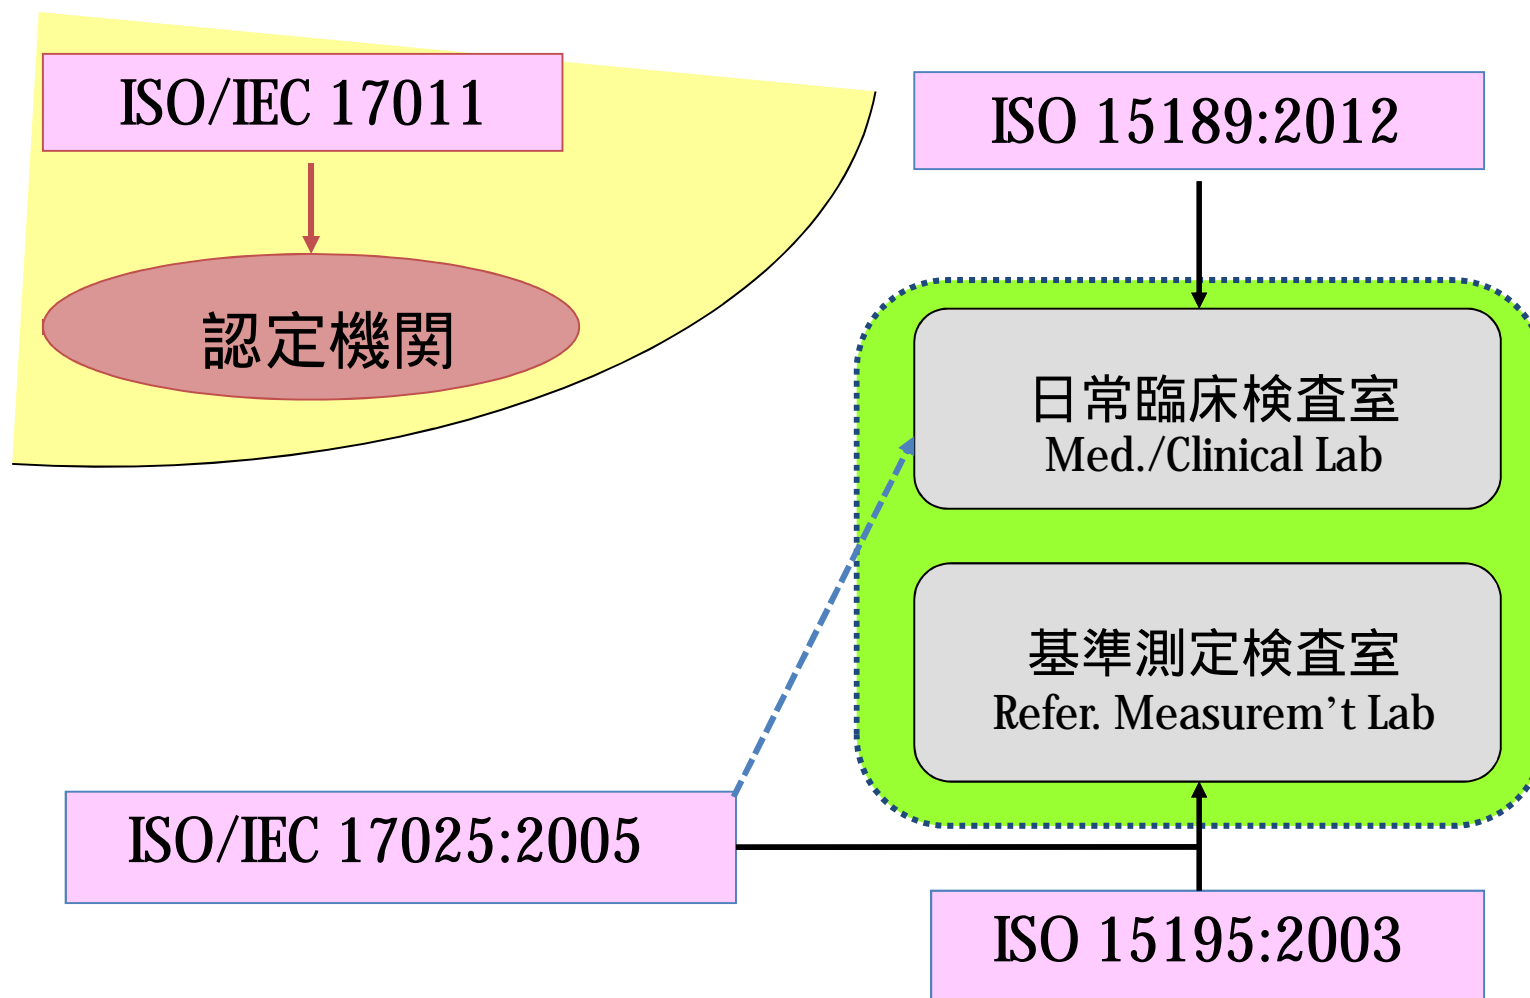 ISO/IEC 17011
認定機関
ISO 15189:2012
日常臨床検査室
Med./Clinical Lab
基準測定検査室
Refer. Measurem’t Lab
ISO/IEC 17025:2005
ISO 15195:2003